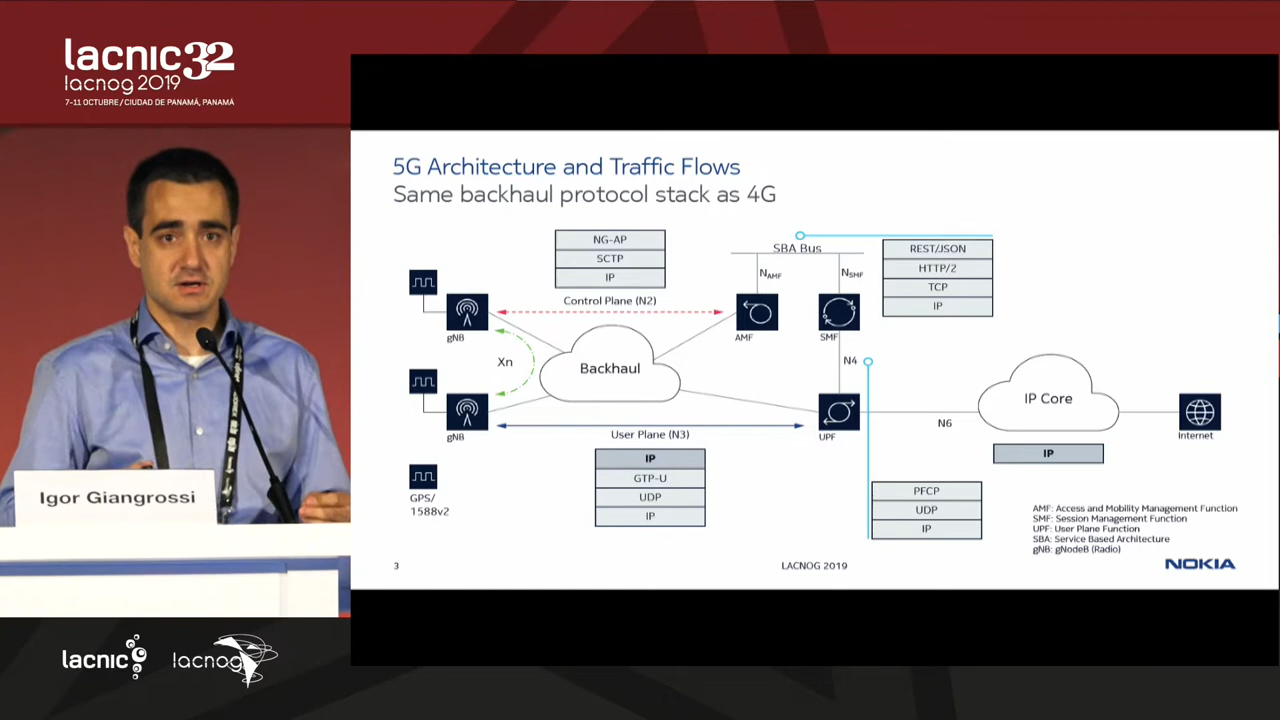 lacnic32
lacnog 2019
7-11 OCTUBRE / CIUDAD DE PANAMÁ, PANAMÁ
Igor Giangrossi
lacnic
lacnog
5G Architecture and Traffic Flows
Same backhaul protocol stack as 4G
NG-AP
SCTP
IP
Control Plane (N2)
SBA Bus
NAMF
NSMF
REST/JSON
HTTP/2
TCP
IP
gNB
AMF
SMF
Xn
Backhaul
N4
IP Core
gNB
User Plane (N3)
UPF
N6
Internet
IP
IP
GTP-U
UDP
IP
GPS/
1588v2
PFCP
UDP
IP
AMF: Access and Mobility Management Function
SMF: Session Management Function
UPF: User Plane Function
SBA: Service Based Architecture
gNB: gNodeB (Radio)
3
LACNOG 2019
NOKIA